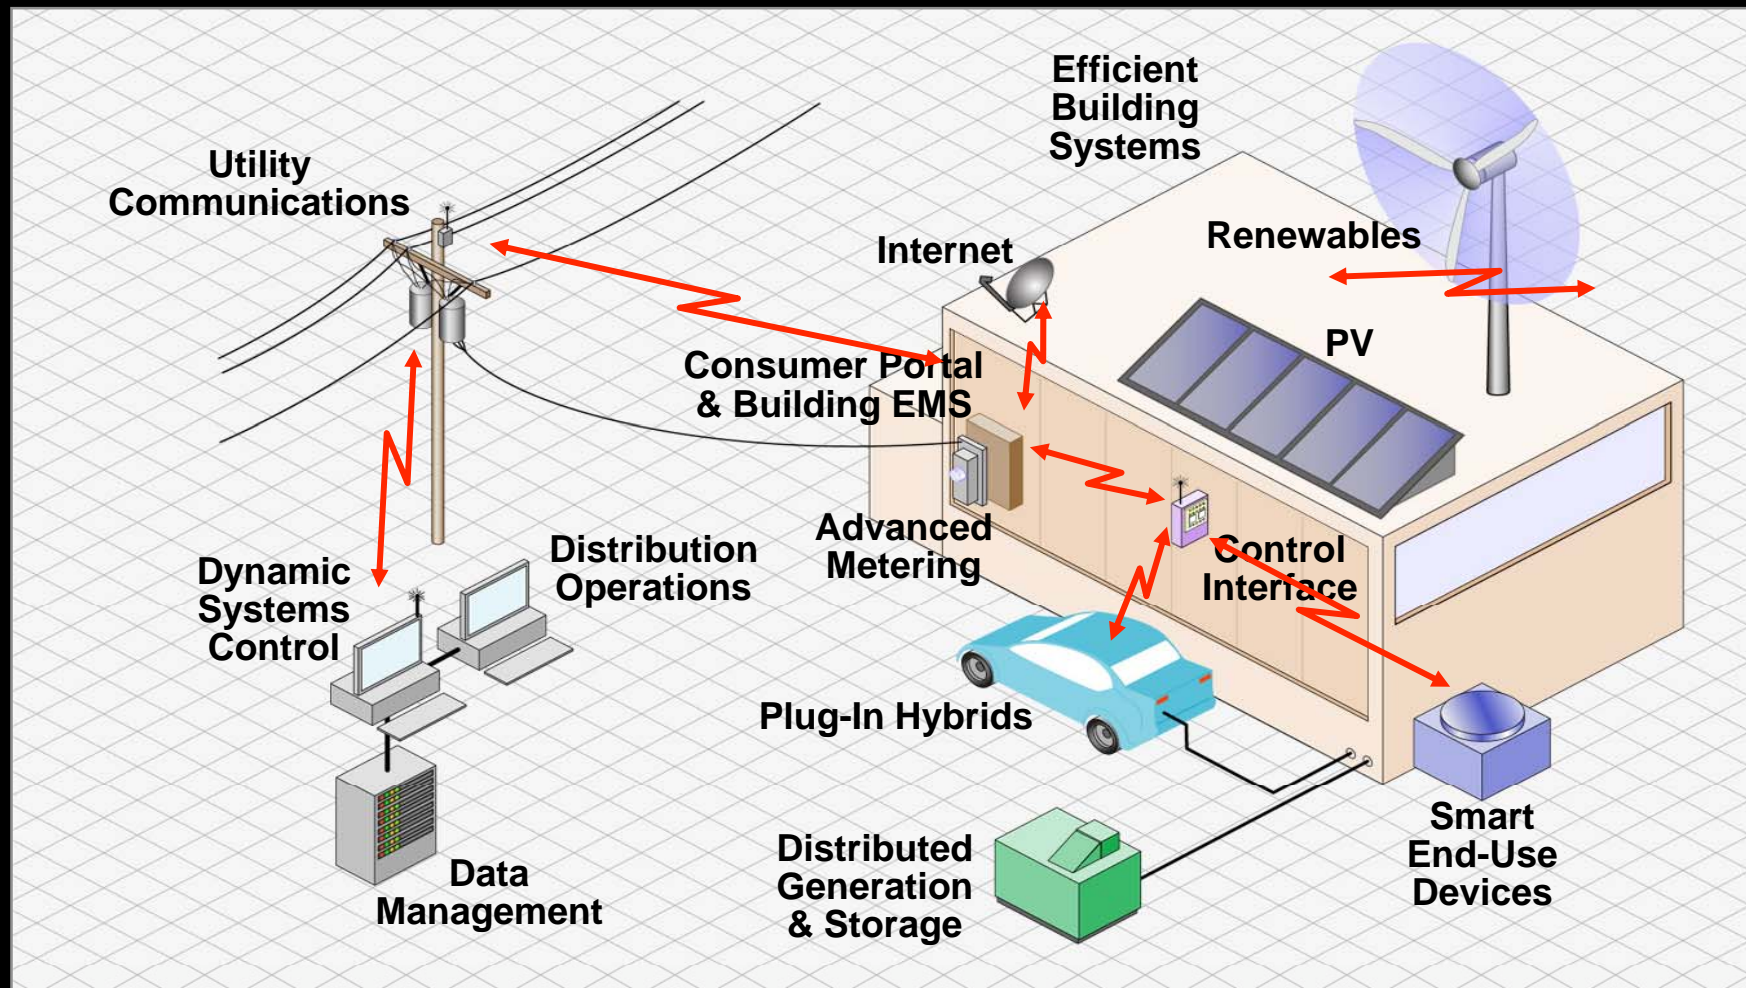 Efficient
Building
Systems
Utility
Communications
Renewables
Internet
PV
Consumer Portal
& Building EMS
Advanced
Metering
Control
Interface
Distribution
Operations
Dynamic
Systems
Control
Plug-In Hybrids
Smart
End-Use
Devices
Distributed
Generation
& Storage
Data
Management